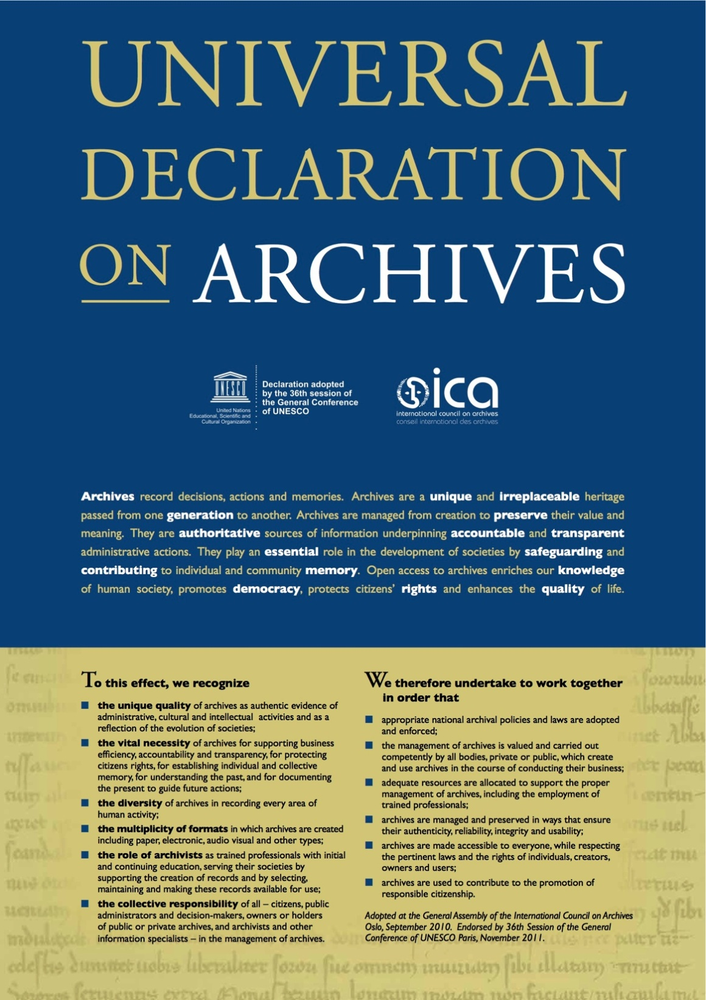 UNIVERSAL
DECLARATION
ON ARCHIVES
UNESCO
United Nations
Educational, Scientific and
Cultural Organization
Declaration adopted
by the 36th session of
the General Conference
of UNESCO
ica
international council on archives
conseil international des archives
Archives record decisions, actions and memories. Archives are a unique and irreplaceable heritage
passed from one generation to another. Archives are managed from creation to preserve their value and
meaning. They are authoritative sources of information underpinning accountable and transparent
administrative actions. They play an essential role in the development of societies by safeguarding and
contributing to individual and community memory. Open access to archives enriches our knowledge
of human society, promotes democracy, protects citizens' rights and enhances the quality of life.
To this effect, we recognize
the unique quality of archives as authentic evidence of
administrative, cultural and intellectual activities and as a
reflection of the evolution of societies;
the vital necessity of archives for supporting business
efficiency, accountability and transparency, for protecting
citizens rights, for establishing individual and collective
memory, for understanding the past, and for documenting
the present to guide future actions;
the diversity of archives in recording every area of
human activity;
the multiplicity of formats in which archives are created
including paper, electronic, audio visual and other types;
the role of archivists as trained professionals with initial
and continuing education, serving their societies by
supporting the creation of records and by selecting,
maintaining and making these records available for use;
the collective responsibility of all – citizens, public
administrators and decision-makers, owners or holders
of public or private archives, and archivists and other
information specialists – in the management of archives.
We therefore undertake to work together
in order that
appropriate national archival policies and laws are adopted
and enforced;
the management of archives is valued and carried out
competently by all bodies, private or public, which create
and use archives in the course of conducting their business;
adequate resources are allocated to support the proper
management of archives, including the employment of
trained professionals;
archives are managed and preserved in ways that ensure
their authenticity, reliability, integrity and usability;
archives are made accessible to everyone, while respecting
the pertinent laws and the rights of individuals, creators,
owners and users;
archives are used to contribute to the promotion of
responsible citizenship.
Adopted at the General Assembly of the International Council on Archives
Oslo, September 2010. Endorsed by 36th Session of the General
Conference of UNESCO Paris, November 2011.